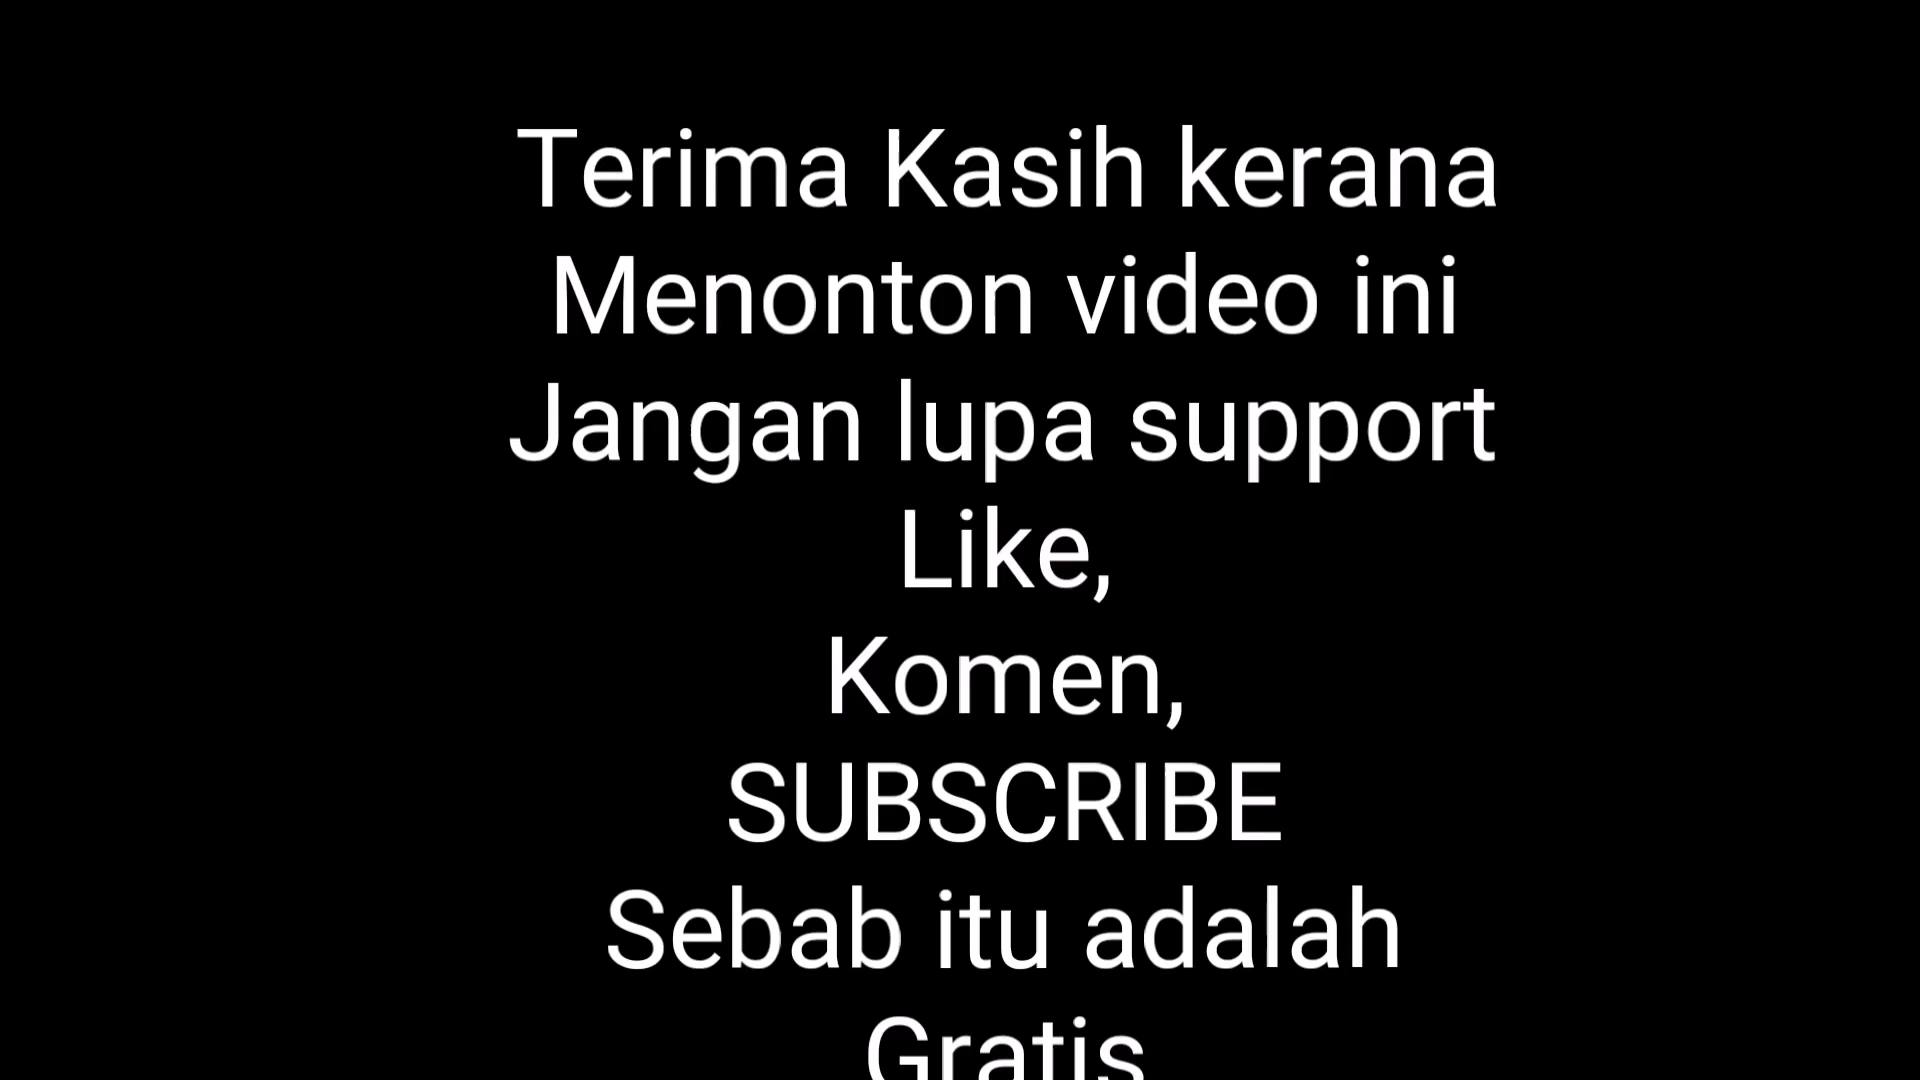 Terima Kasih kerana
Menonton video ini
Jangan lupa support
Like,
Komen,
SUBSCRIBE
Sebab itu adalah
Gratis